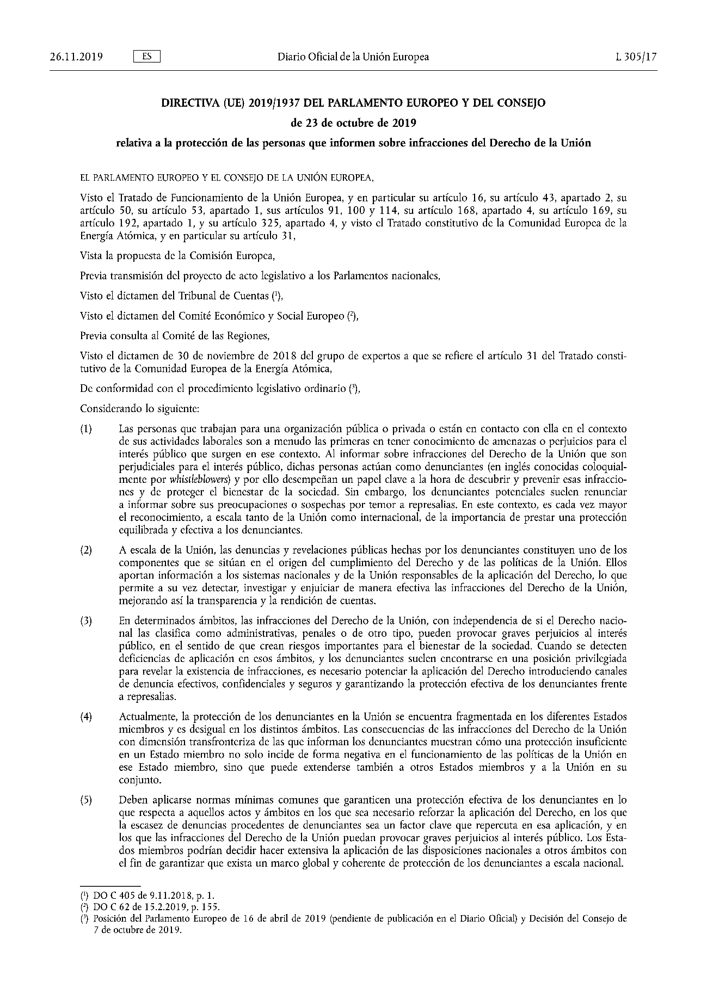 26.11.2019 ES Diario Oficial de la Unión Europea L 305/17
DIRECTIVA (UE) 2019/1937 DEL PARLAMENTO EUROPEO Y DEL CONSEJO
de 23 de octubre de 2019
relativa a la protección de las personas que informen sobre infracciones del Derecho de la Unión
EL PARLAMENTO EUROPEO Y EL CONSEJO DE LA UNIÓN EUROPEA,
Visto el Tratado de Funcionamiento de la Unión Europea, y en particular su artículo 16, su artículo 43, apartado 2, su
artículo 50, su artículo 53, apartado 1, sus artículos 91, 100 y 114, su artículo 168, apartado 4, su artículo 169, su
artículo 192, apartado 1, y su artículo 325, apartado 4, y visto el Tratado constitutivo de la Comunidad Europea de la
Energía Atómica, y en particular su artículo 31,
Vista la propuesta de la Comisión Europea,
Previa transmisión del proyecto de acto legislativo a los Parlamentos nacionales,
Visto el dictamen del Tribunal de Cuentas (¹),
Visto el dictamen del Comité Económico y Social Europeo (²),
Previa consulta al Comité de las Regiones,
Visto el dictamen de 30 de noviembre de 2018 del grupo de expertos a que se refiere el artículo 31 del Tratado consti-
tutivo de la Comunidad Europea de la Energía Atómica,
De conformidad con el procedimiento legislativo ordinario (³),
Considerando lo siguiente:
(1) Las personas que trabajan para una organización pública o privada o están en contacto con ella en el contexto
de sus actividades laborales son a menudo las primeras en tener conocimiento de amenazas o perjuicios para el
interés público que surgen en ese contexto. Al informar sobre infracciones del Derecho de la Unión que son
perjudiciales para el interés público, dichas personas actúan como denunciantes (en inglés conocidas coloquial-
mente por whistleblowers) y por ello desempeñan un papel clave a la hora de descubrir y prevenir esas infraccio-
nes y de proteger el bienestar de la sociedad. Sin embargo, los denunciantes potenciales suelen renunciar
a informar sobre sus preocupaciones o sospechas por temor a represalias. En este contexto, es cada vez mayor
el reconocimiento, a escala tanto de la Unión como internacional, de la importancia de prestar una protección
equilibrada y efectiva a los denunciantes.
(2) A escala de la Unión, las denuncias y revelaciones públicas hechas por los denunciantes constituyen uno de los
componentes que se sitúan en el origen del cumplimiento del Derecho y de las políticas de la Unión. Ellos
aportan información a los sistemas nacionales y de la Unión responsables de la aplicación del Derecho, lo que
permite a su vez detectar, investigar y enjuiciar de manera efectiva las infracciones del Derecho de la Unión,
mejorando así la transparencia y la rendición de cuentas.
(3) En determinados ámbitos, las infracciones del Derecho de la Unión, con independencia de si el Derecho nacio-
nal las clasifica como administrativas, penales o de otro tipo, pueden provocar graves perjuicios al interés
público, en el sentido de que crean riesgos importantes para el bienestar de la sociedad. Cuando se detecten
deficiencias de aplicación en esos ámbitos, y los denunciantes suelen encontrarse en una posición privilegiada
para revelar la existencia de infracciones, es necesario potenciar la aplicación del Derecho introduciendo canales
de denuncia efectivos, confidenciales y seguros y garantizando la protección efectiva de los denunciantes frente
a represalias.
(4) Actualmente, la protección de los denunciantes en la Unión se encuentra fragmentada en los diferentes Estados
miembros y es desigual en los distintos ámbitos. Las consecuencias de las infracciones del Derecho de la Unión
con dimensión transfronteriza de las que informan los denunciantes muestran cómo una protección insuficiente
en un Estado miembro no solo incide de forma negativa en el funcionamiento de las políticas de la Unión en
ese Estado miembro, sino que puede extenderse también a otros Estados miembros y a la Unión en su
conjunto.
(5) Deben aplicarse normas mínimas comunes que garanticen una protección efectiva de los denunciantes en lo
que respecta a aquellos actos y ámbitos en los que sea necesario reforzar la aplicación del Derecho, en los que
la escasez de denuncias procedentes de denunciantes sea un factor clave que repercuta en esa aplicación, y en
los que las infracciones del Derecho de la Unión puedan provocar graves perjuicios al interés público. Los Esta-
dos miembros podrían decidir hacer extensiva la aplicación de las disposiciones nacionales a otros ámbitos con
el fin de garantizar que exista un marco global y coherente de protección de los denunciantes a escala nacional.
(¹) DO C 405 de 9.11.2018, p. 1.
(²) DO C 62 de 15.2.2019, p. 155.
(³) Posición del Parlamento Europeo de 16 de abril de 2019 (pendiente de publicación en el Diario Oficial) y Decisión del Consejo de
7 de octubre de 2019.